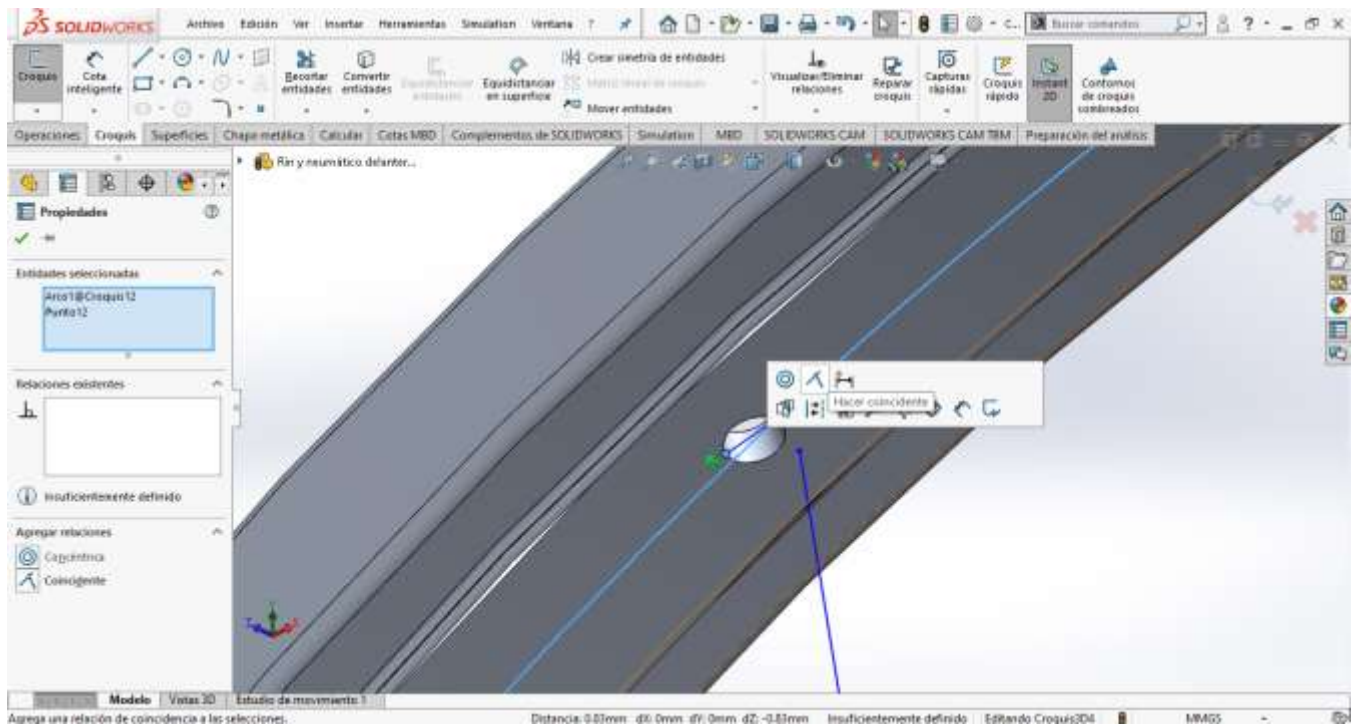 SOLIDWORKS
Archivo Edición Ver Insertar Herramientas Simulation Ventana ?
Buscar comandos
Croquis
Cota inteligente
Recortar entidades
Convertir entidades
Equidistanciar en superficie
Crear simetría de entidades
Mover entidades
Visualizar/Eliminar relaciones
Reparar croquis
Capturas rápidas
Croquis rápido
Instant 2D
Contornos de croquis sombreados
Operaciones Croquis Superficies Chapa metálica Calcular Cotas MBD Complementos de SOLIDWORKS Simulation MBD SOLIDWORKS CAM SOLIDWORKS CAM TBM Preparación del análisis
Rin y neumático delanter...
Propiedades
Entidades seleccionadas
Arco1@Croquis12
Punto12
Relaciones existentes
Insuficientemente definido
Agregar relaciones
Concéntrica
Coincidente
Hacer coincidente
Modelo Vistas 3D Estudio de movimiento 1
Agrega una relación de coincidencia a las selecciones.
Distancia: 0.83mm dX: 0mm dY: 0mm dZ: -0.83mm Insuficientemente definido Editando Croquis3D4 MMGS